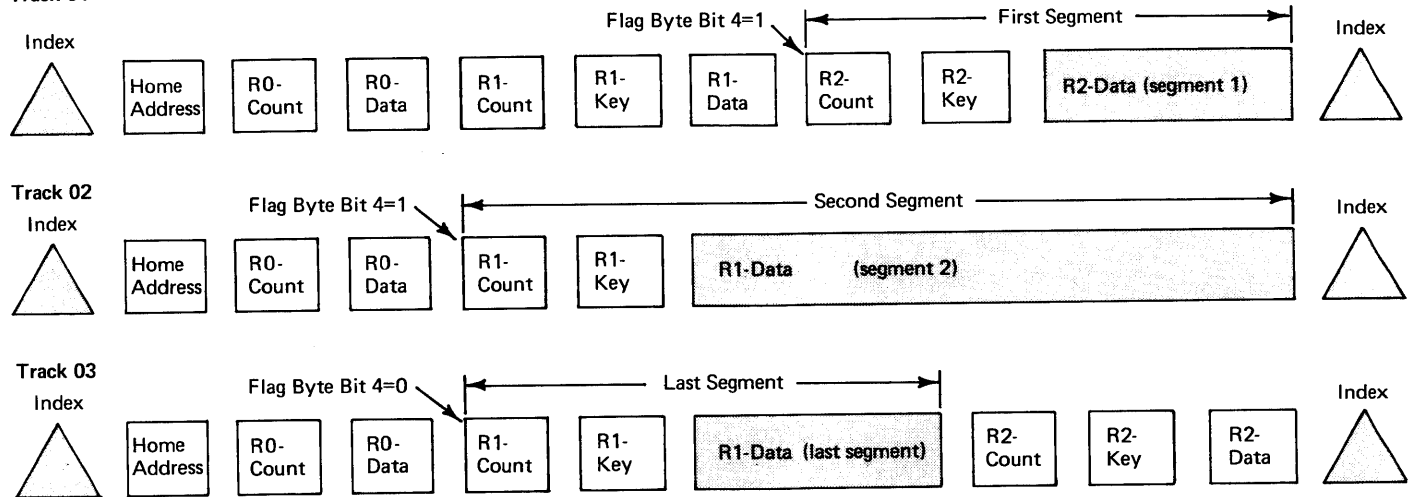 Flag Byte Bit 4=1
First Segment
Index
Index
Home Address
R0-Count
R0-Data
R1-Count
R1-Key
R1-Data
R2-Count
R2-Key
R2-Data (segment 1)
Track 02
Index
Flag Byte Bit 4=1
Second Segment
Index
Home Address
R0-Count
R0-Data
R1-Count
R1-Key
R1-Data (segment 2)
Track 03
Index
Flag Byte Bit 4=0
Last Segment
Index
Home Address
R0-Count
R0-Data
R1-Count
R1-Key
R1-Data (last segment)
R2-Count
R2-Key
R2-Data